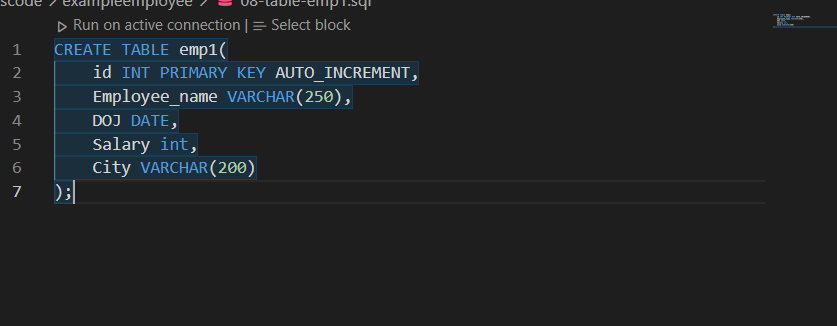 scode > exampleemployee > 08-table-emp1.sql
Run on active connection | Select block
1 CREATE TABLE emp1(
2 id INT PRIMARY KEY AUTO_INCREMENT,
3 Employee_name VARCHAR(250),
4 DOJ DATE,
5 Salary int,
6 City VARCHAR(200)
7 );